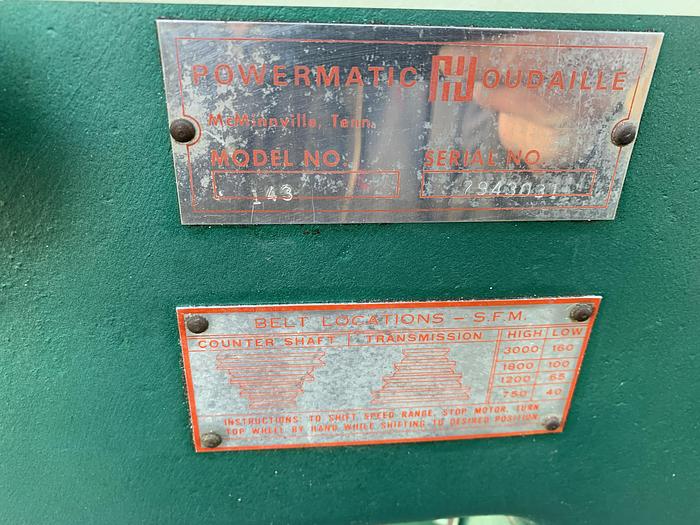 POWERMATIC HOUDAILLE
McMinnville, Tenn.
MODEL NO. SERIAL NO.
143 7943031
BELT LOCATIONS - S.F.M.
COUNTER SHAFT TRANSMISSION HIGH LOW
3000 160
1800 100
1200 65
750 40
INSTRUCTIONS: TO SHIFT SPEED RANGE, STOP MOTOR, TURN
TOP WHEEL BY HAND WHILE SHIFTING TO DESIRED POSITION.